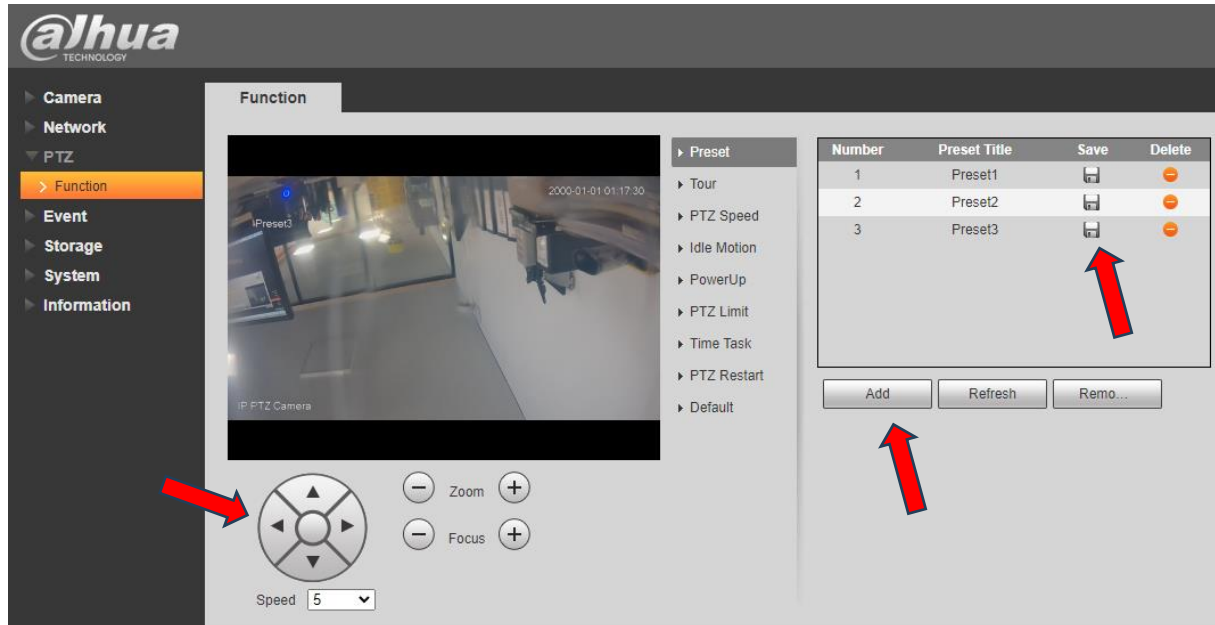 alhua
TECHNOLOGY
Camera
Network
PTZ
Function
Event
Storage
System
Information
Function
2000-01-01 01:17:30
Preset3
IP PTZ Camera
Zoom
Focus
Speed 5
Preset
Tour
PTZ Speed
Idle Motion
PowerUp
PTZ Limit
Time Task
PTZ Restart
Default
Number Preset Title Save Delete
1 Preset1
2 Preset2
3 Preset3
Add Refresh Remo...